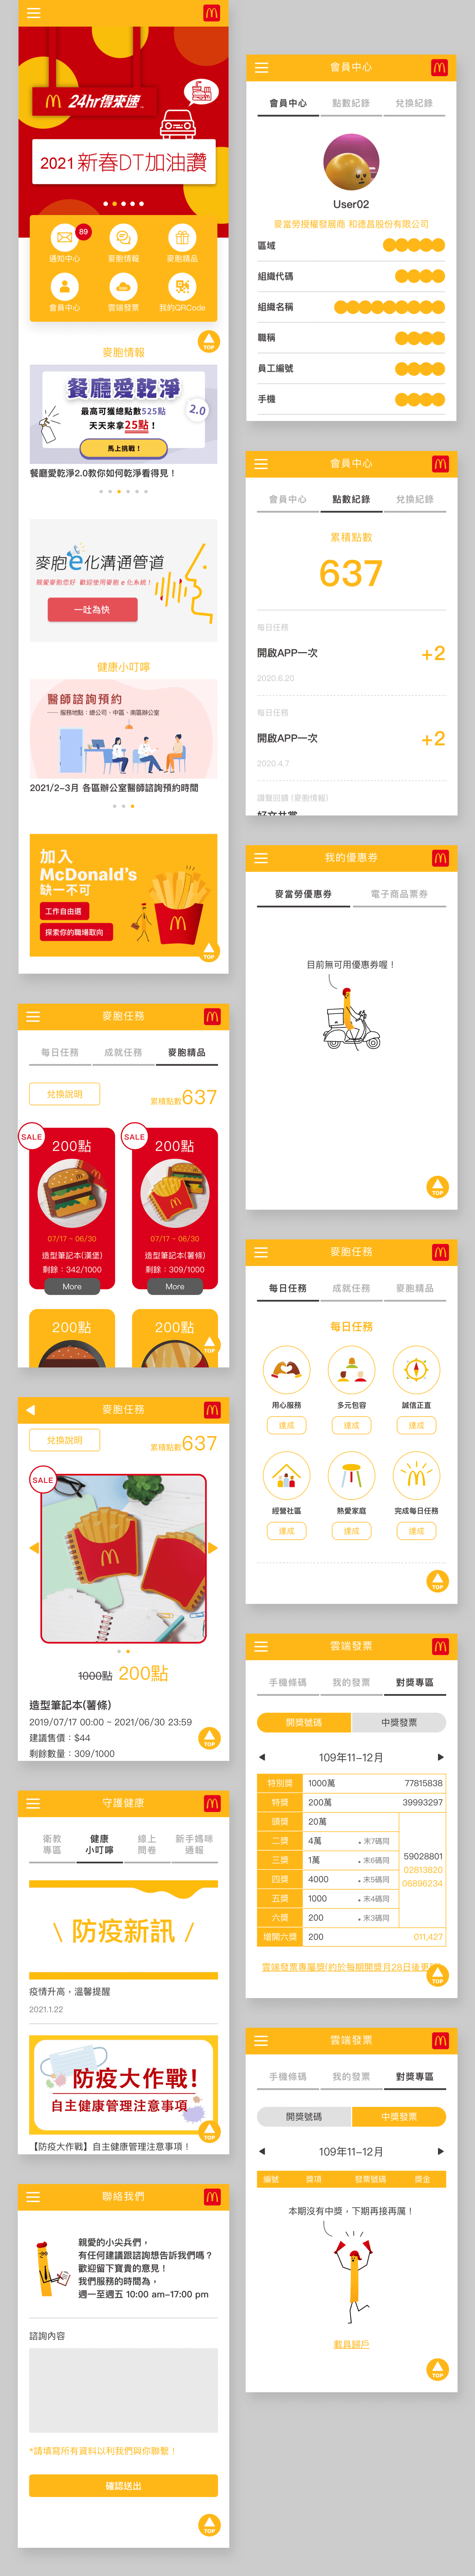 24hr得來速
2021 新春DT加油讚
89
通知中心
麥胞情報
麥胞精品
會員中心
雲端發票
我的QRCode
TOP
麥胞情報
餐廳愛乾淨
2.0
最高可獲總點數525點
天天來拿25點！
馬上挑戰！
餐廳愛乾淨2.0教你如何乾淨看得見！
麥胞e化溝通管道
親愛麥胞您好 歡迎使用麥胞e化系統！
一吐為快
健康小叮嚀
醫師諮詢預約
服務地點：總公司、中區、南區辦公室
2021/2-3月 各區辦公室醫師諮詢預約時間
加入
McDonald's
缺一不可
工作自由選
探索你的職場取向
TOP
麥胞任務
每日任務
成就任務
麥胞精品
兌換說明
累積點數637
SALE
200點
07/17 ~ 06/30
造型筆記本(漢堡)
剩餘：342/1000
More
SALE
200點
07/17 ~ 06/30
造型筆記本(薯條)
剩餘：309/1000
More
200點
200點
TOP
麥胞任務
兌換說明
累積點數637
SALE
1000點 200點
造型筆記本(薯條)
2019/07/17 00:00 ~ 2021/06/30 23:59
建議售價：$44
剩餘數量：309/1000
TOP
守護健康
衛教
專區
健康
小叮嚀
線上
問卷
新手媽咪
通報
\ 防疫新訊 /
疫情升高，溫馨提醒
2021.1.22
防疫大作戰！
自主健康管理注意事項
【防疫大作戰】自主健康管理注意事項！
TOP
聯絡我們
親愛的小尖兵們，
有任何建議跟諮詢想告訴我們嗎？
歡迎留下寶貴的意見！
我們服務的時間為，
週一至週五 10:00 am–17:00 pm
諮詢內容
*請填寫所有資料以利我們與你聯繫！
確認送出
TOP
會員中心
會員中心
點數紀錄
兌換紀錄
User02
麥當勞授權發展商 和德昌股份有限公司
區域
組織代碼
組織名稱
職稱
員工編號
手機
會員中心
會員中心
點數紀錄
兌換紀錄
累積點數
637
每日任務
開啟APP一次
+2
2020.6.20
每日任務
開啟APP一次
+2
2020.4.7
讚聲回饋 (麥胞情報)
我的優惠券
麥當勞優惠券
電子商品票券
目前無可用優惠券喔！
TOP
麥胞任務
每日任務
成就任務
麥胞精品
每日任務
用心服務
多元包容
誠信正直
達成
達成
達成
經營社區
熱愛家庭
完成每日任務
達成
達成
達成
TOP
雲端發票
手機條碼
我的發票
對獎專區
開獎號碼
中獎發票
109年11-12月
特別獎 1000萬 77815838
特獎 200萬 39993297
頭獎 20萬
二獎 4萬 • 末7碼同
三獎 1萬 • 末6碼同
四獎 4000 • 末5碼同
五獎 1000 • 末4碼同
六獎 200 • 末3碼同
59028801
02813820
06896234
增開六獎 200 011,427
雲端發票專屬獎(約於每期開獎月28日後更
TOP
雲端發票
手機條碼
我的發票
對獎專區
開獎號碼
中獎發票
109年11-12月
編號 獎項 發票號碼 獎金
本期沒有中獎，下期再接再厲！
載具歸戶
TOP